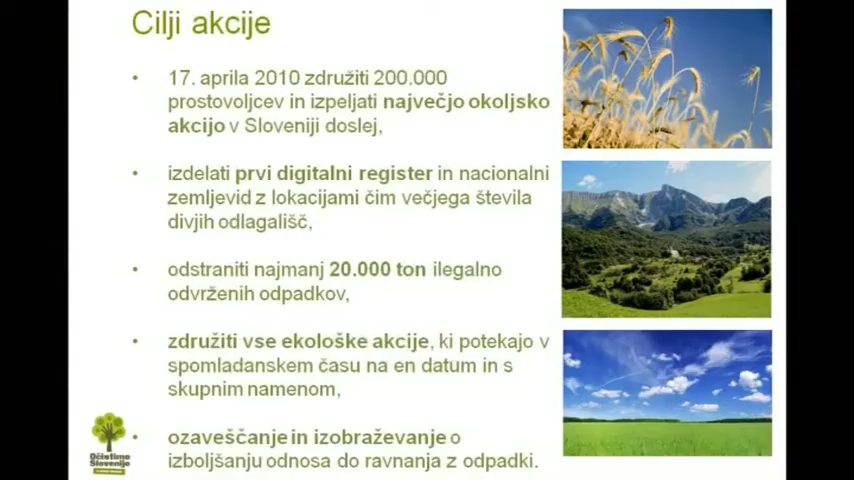 Cilji akcije
• 17. aprila 2010 združiti 200.000
prostovoljcev in izpeljati največjo okoljsko
akcijo v Sloveniji doslej,
• izdelati prvi digitalni register in nacionalni
zemljevid z lokacijami čim večjega števila
divjih odlagališč,
• odstraniti najmanj 20.000 ton ilegalno
odvrženih odpadkov,
• združiti vse ekološke akcije, ki potekajo v
spomladanskem času na en datum in s
skupnim namenom,
• ozaveščanje in izobraževanje o
izboljšanju odnosa do ravnanja z odpadki.
Očistimo
Slovenijo